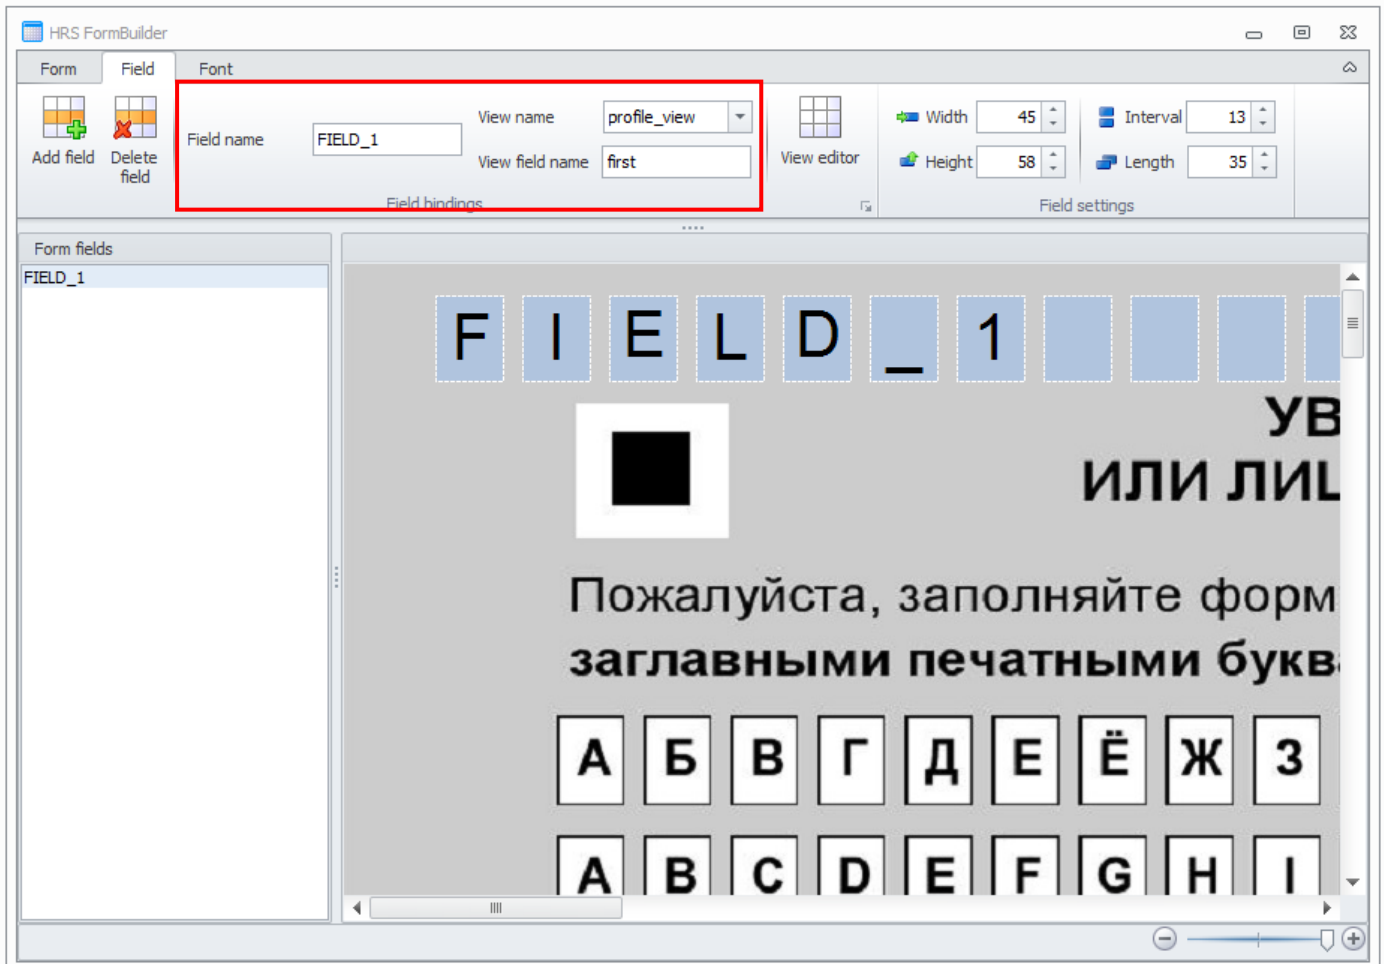 HRS FormBuilder
Form Field Font
Add field
Delete field
Field name FIELD_1
View name profile_view
View field name first
Field bindings
View editor
Width 45
Height 58
Interval 13
Length 35
Field settings
Form fields
FIELD_1
FIELD_1
УВ
ИЛИ ЛИЦ
Пожалуйста, заполняйте форм
заглавными печатными букв
А Б В Г Д Е Ё Ж З
A B C D E F G H I